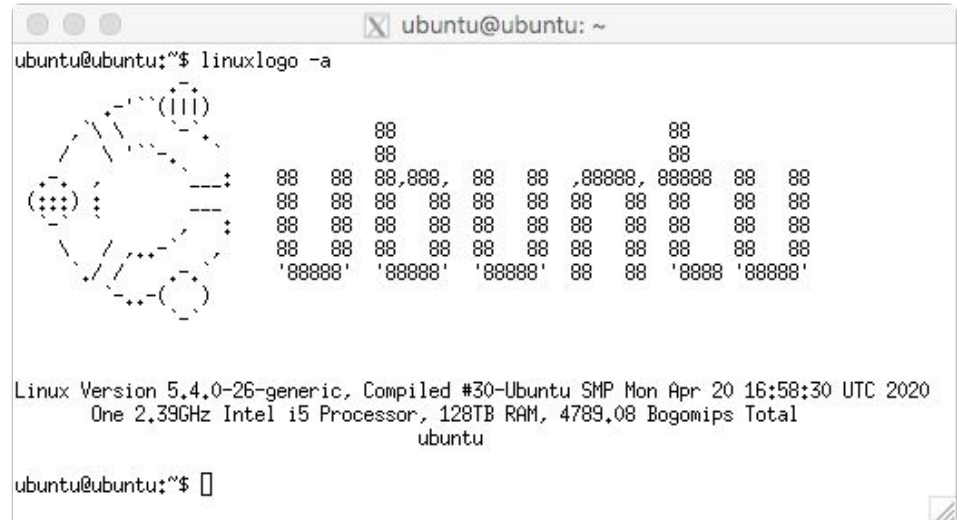 ubuntu@ubuntu: ~
ubuntu@ubuntu:~$ linuxlogo -a
ubuntu
Linux Version 5.4.0-26-generic, Compiled #30-Ubuntu SMP Mon Apr 20 16:58:30 UTC 2020
One 2.39GHz Intel i5 Processor, 128TB RAM, 4789.08 Bogomips Total
ubuntu
ubuntu@ubuntu:~$